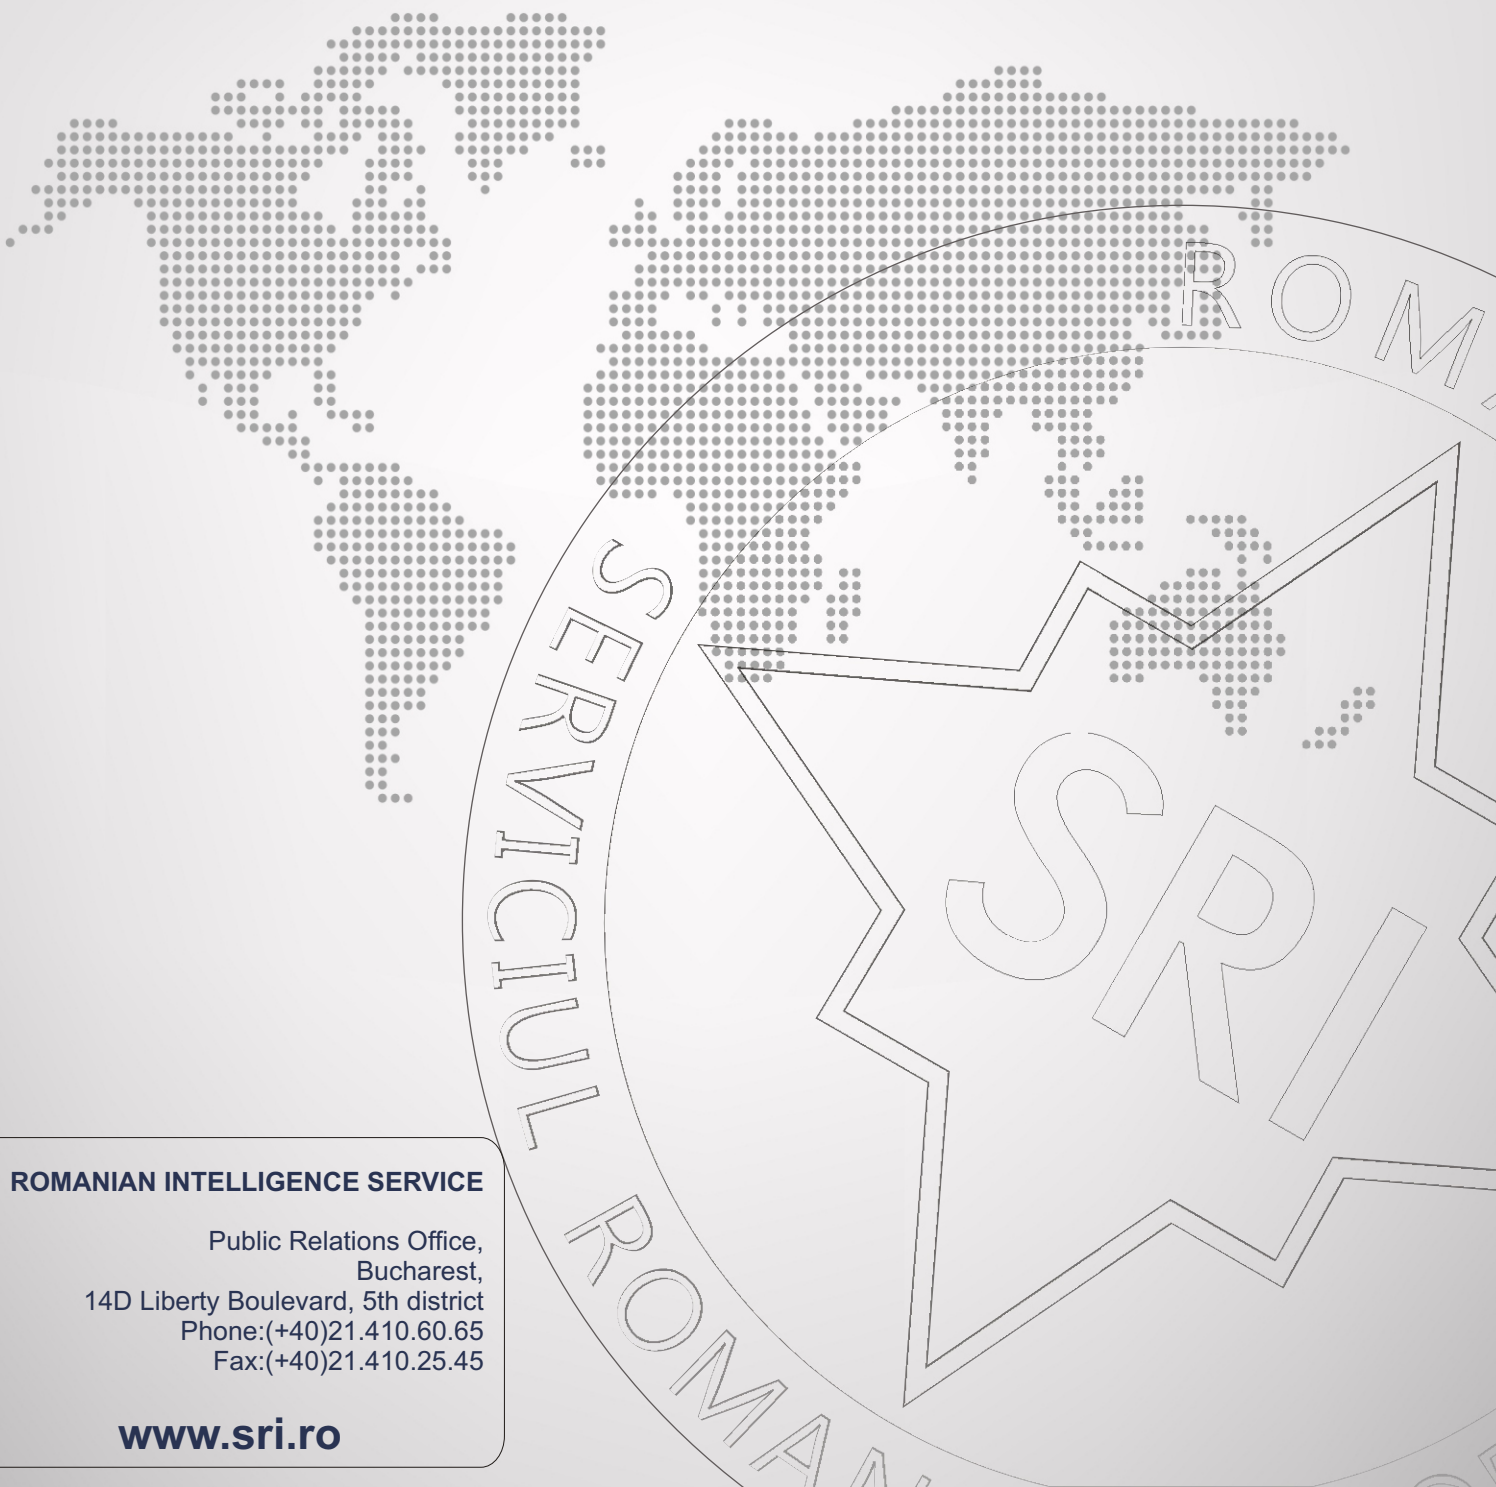 ROMA
SERVICIUL ROMAN
SRI
ROMANIAN INTELLIGENCE SERVICE
Public Relations Office,
Bucharest,
14D Liberty Boulevard, 5th district
Phone:(+40)21.410.60.65
Fax:(+40)21.410.25.45
www.sri.ro